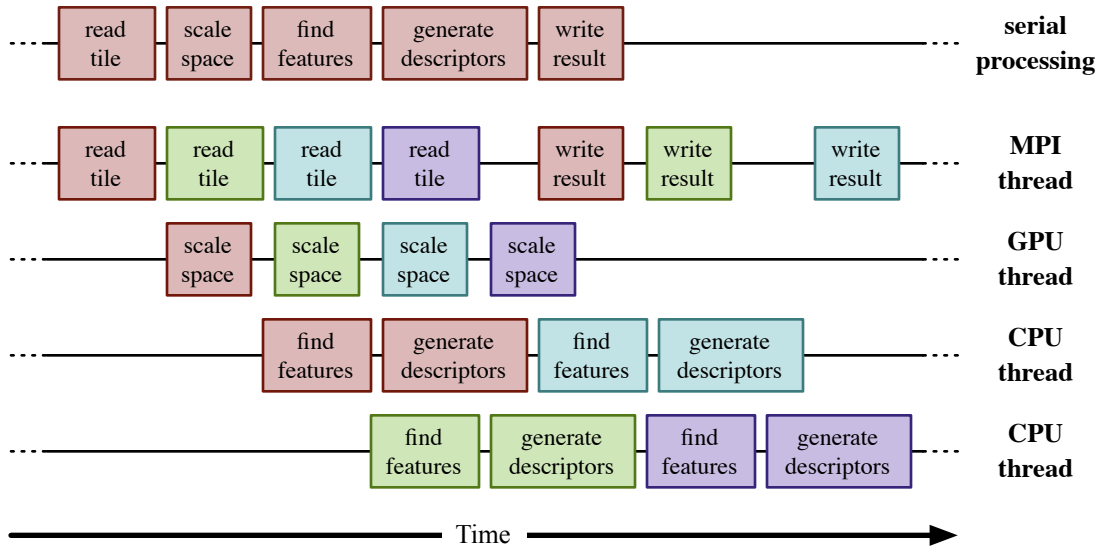 read scale find generate write serial
tile space features descriptors result processing
read read read read write write write MPI
tile tile tile tile result result result thread
scale scale scale scale GPU
space space space space thread
find generate find generate CPU
features descriptors features descriptors thread
find generate find generate CPU
features descriptors features descriptors thread
Time